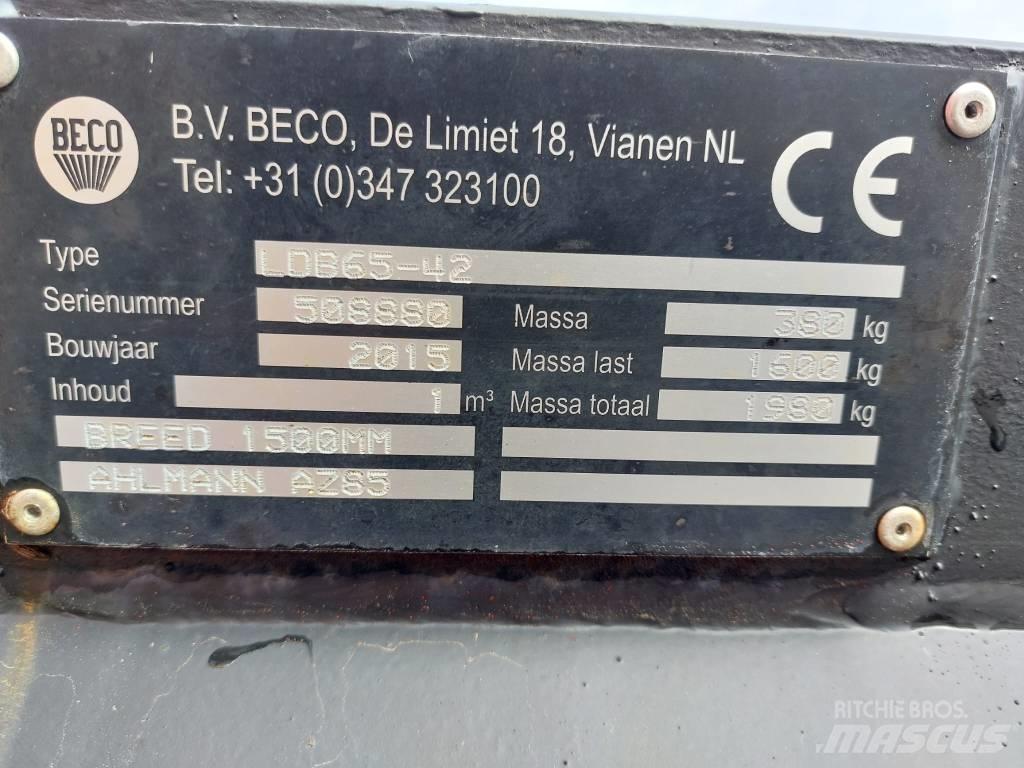 BECO
B.V. BECO, De Limiet 18, Vianen NL
Tel: +31 (0)347 323100
CE
Type LDB65-42
Serienummer 508880 Massa 380 kg
Bouwjaar 2015 Massa last 1600 kg
Inhoud 1 m³ Massa totaal 1980 kg
BREED 1500MM
AHLMANN AZ85
RITCHIE BROS.
MASCUS